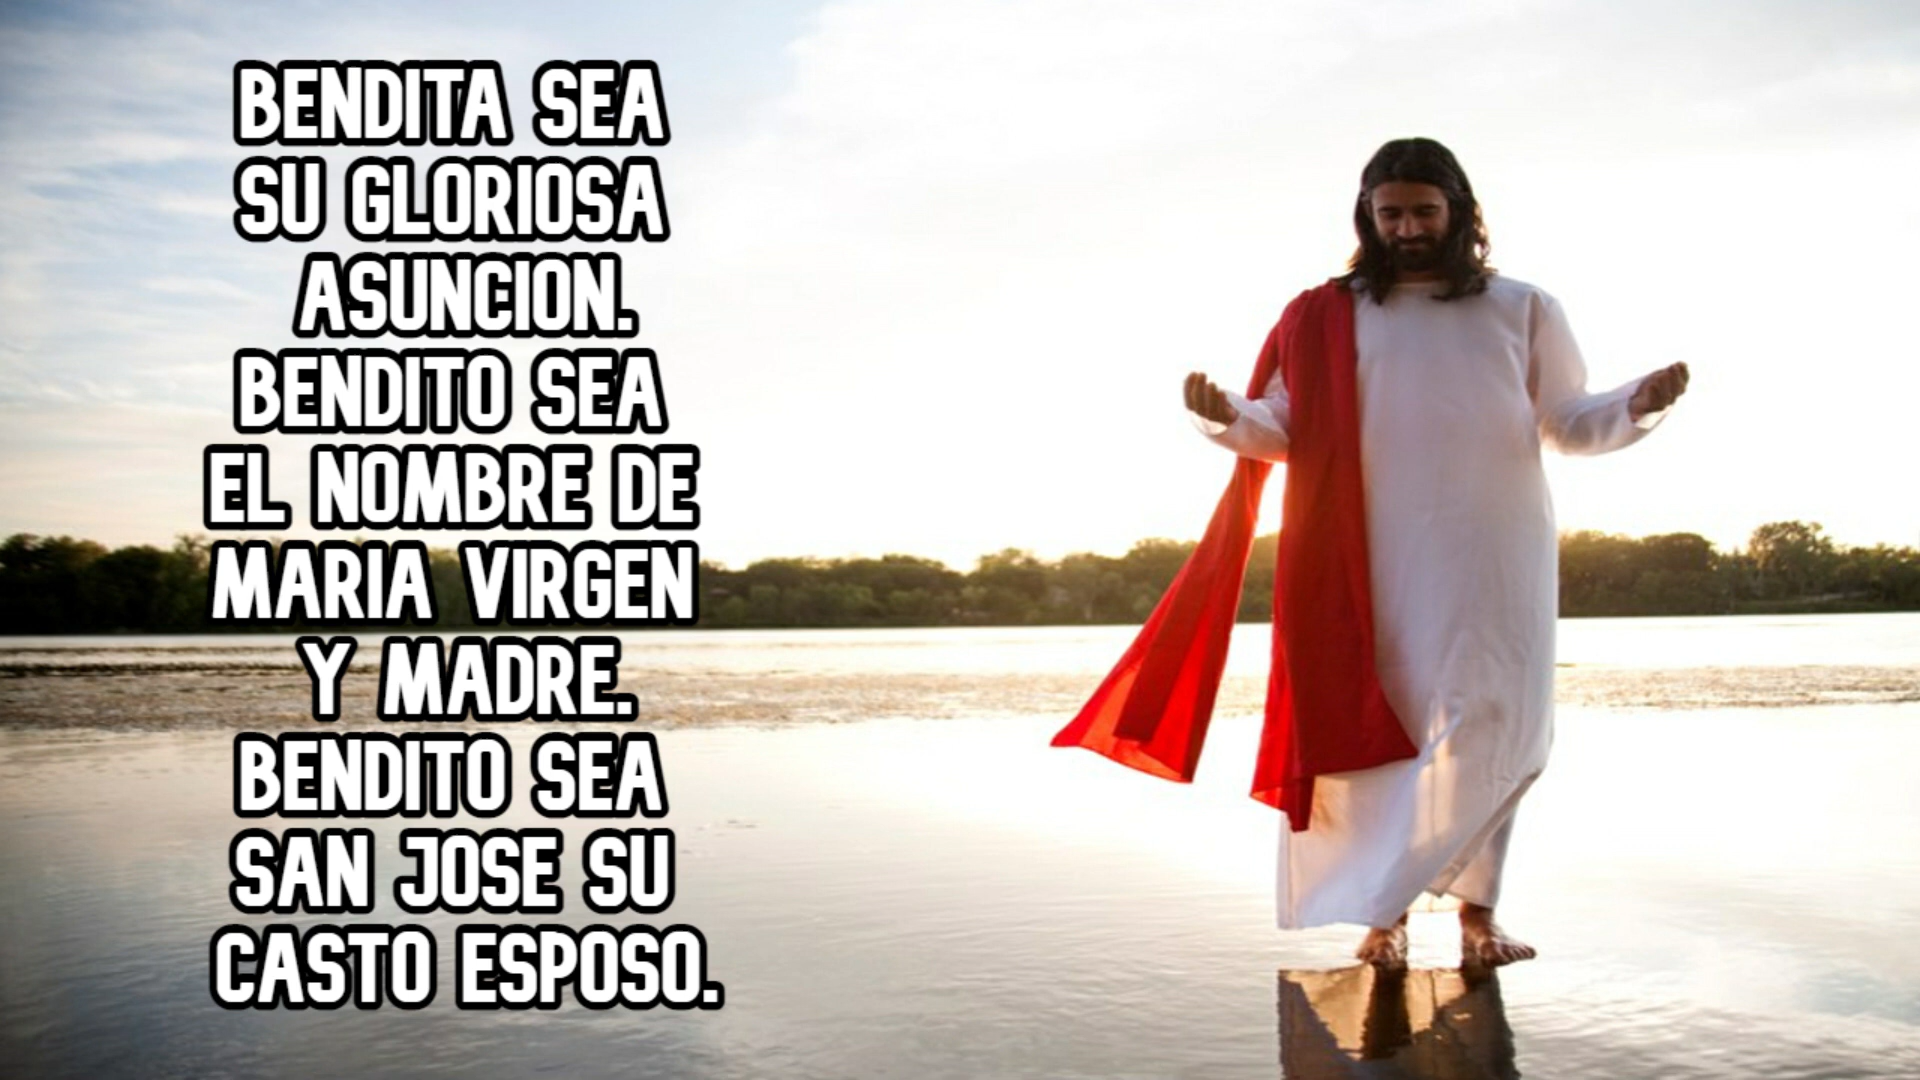 BENDITA SEA
SU GLORIOSA
ASUNCION.
BENDITO SEA
EL NOMBRE DE
MARIA VIRGEN
Y MADRE.
BENDITO SEA
SAN JOSE SU
CASTO ESPOSO.